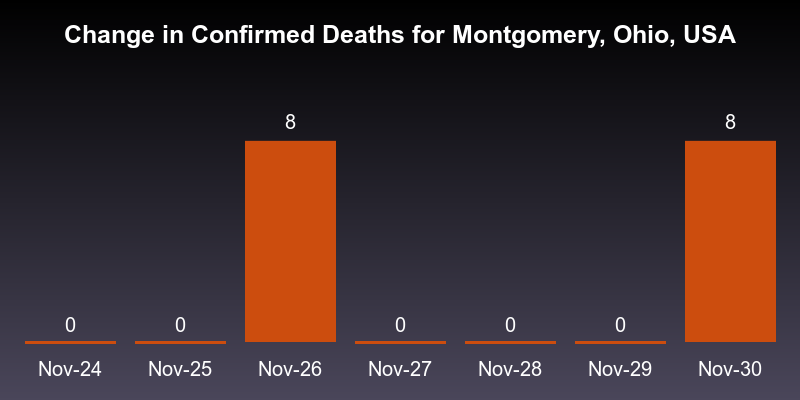 Change in Confirmed Deaths for Montgomery, Ohio, USA
8 8
0 0 0 0 0
Nov-24 Nov-25 Nov-26 Nov-27 Nov-28 Nov-29 Nov-30